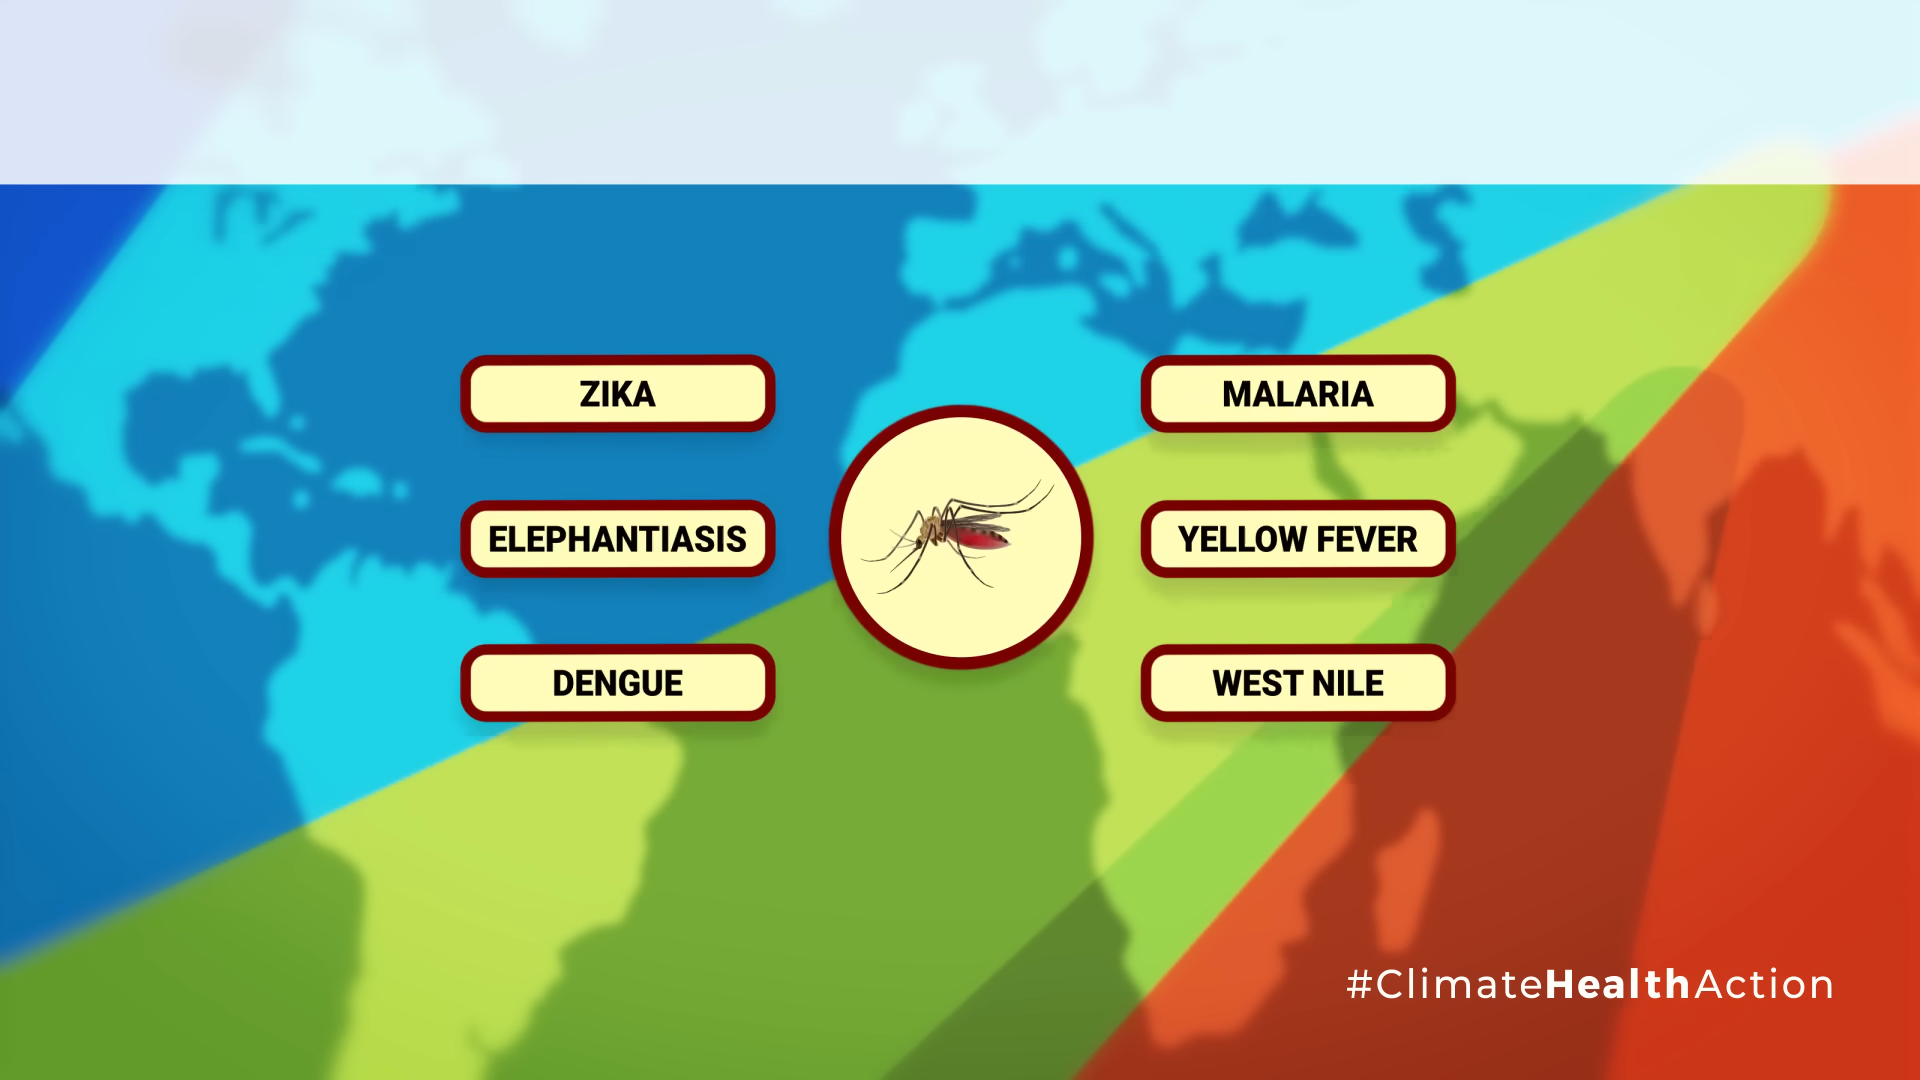 ZIKA
MALARIA
ELEPHANTIASIS
YELLOW FEVER
DENGUE
WEST NILE
#ClimateHealthAction